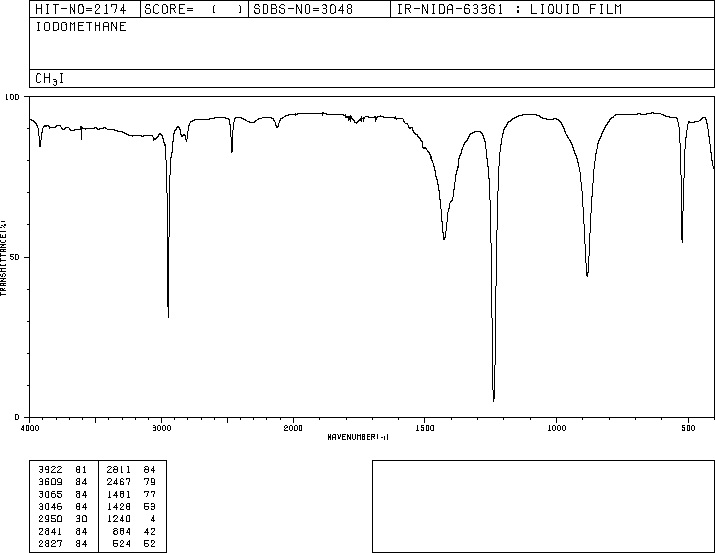 HIT-NO=2174 SCORE= ( ) SDBS-NO=3048 IR-NIDA-63361 : LIQUID FILM
IODOMETHANE
CH3I
100
50
0
TRANSMITTANCE(%)
4000 3000 2000 1500 1000 500
WAVENUMBER(-1)
3922 81 2811 84
3609 84 2467 79
3065 84 1481 77
3046 84 1428 53
2950 30 1240 4
2841 84 884 42
2827 84 524 52